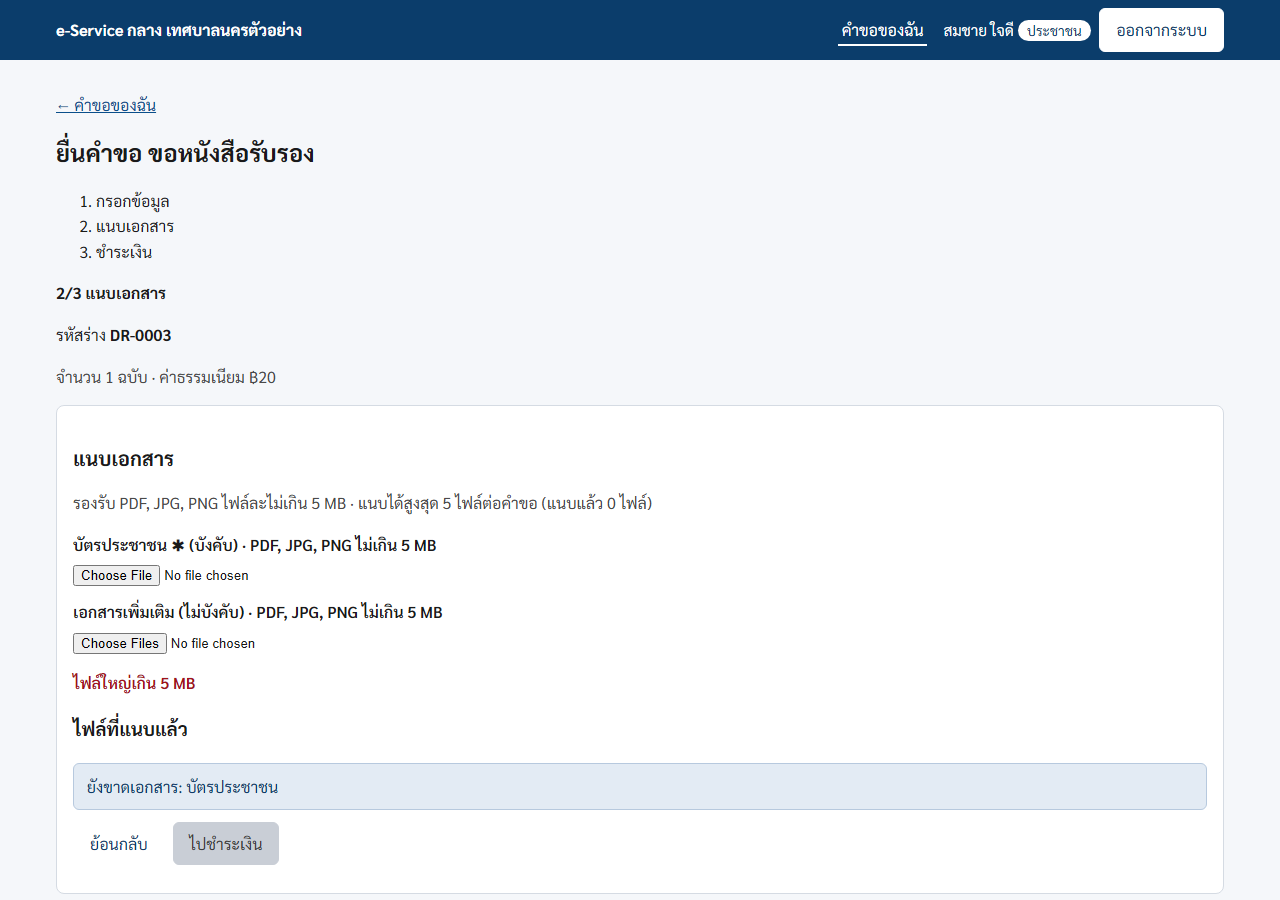 e-Service กลาง เทศบาลนครตัวอย่าง
คำขอของฉัน
สมชาย ใจดี ประชาชน
ออกจากระบบ
← คำขอของฉัน
ยื่นคำขอ ขอหนังสือรับรอง
1. กรอกข้อมูล
2. แนบเอกสาร
3. ชำระเงิน
2/3 แนบเอกสาร
รหัสร่าง DR-0003
จำนวน 1 ฉบับ · ค่าธรรมเนียม ฿20
แนบเอกสาร
รองรับ PDF, JPG, PNG ไฟล์ละไม่เกิน 5 MB · แนบได้สูงสุด 5 ไฟล์ต่อคำขอ (แนบแล้ว 0 ไฟล์)
บัตรประชาชน ✱ (บังคับ) · PDF, JPG, PNG ไม่เกิน 5 MB
Choose File No file chosen
เอกสารเพิ่มเติม (ไม่บังคับ) · PDF, JPG, PNG ไม่เกิน 5 MB
Choose Files No file chosen
ไฟล์ใหญ่เกิน 5 MB
ไฟล์ที่แนบแล้ว
ยังขาดเอกสาร: บัตรประชาชน
ย้อนกลับ
ไปชำระเงิน